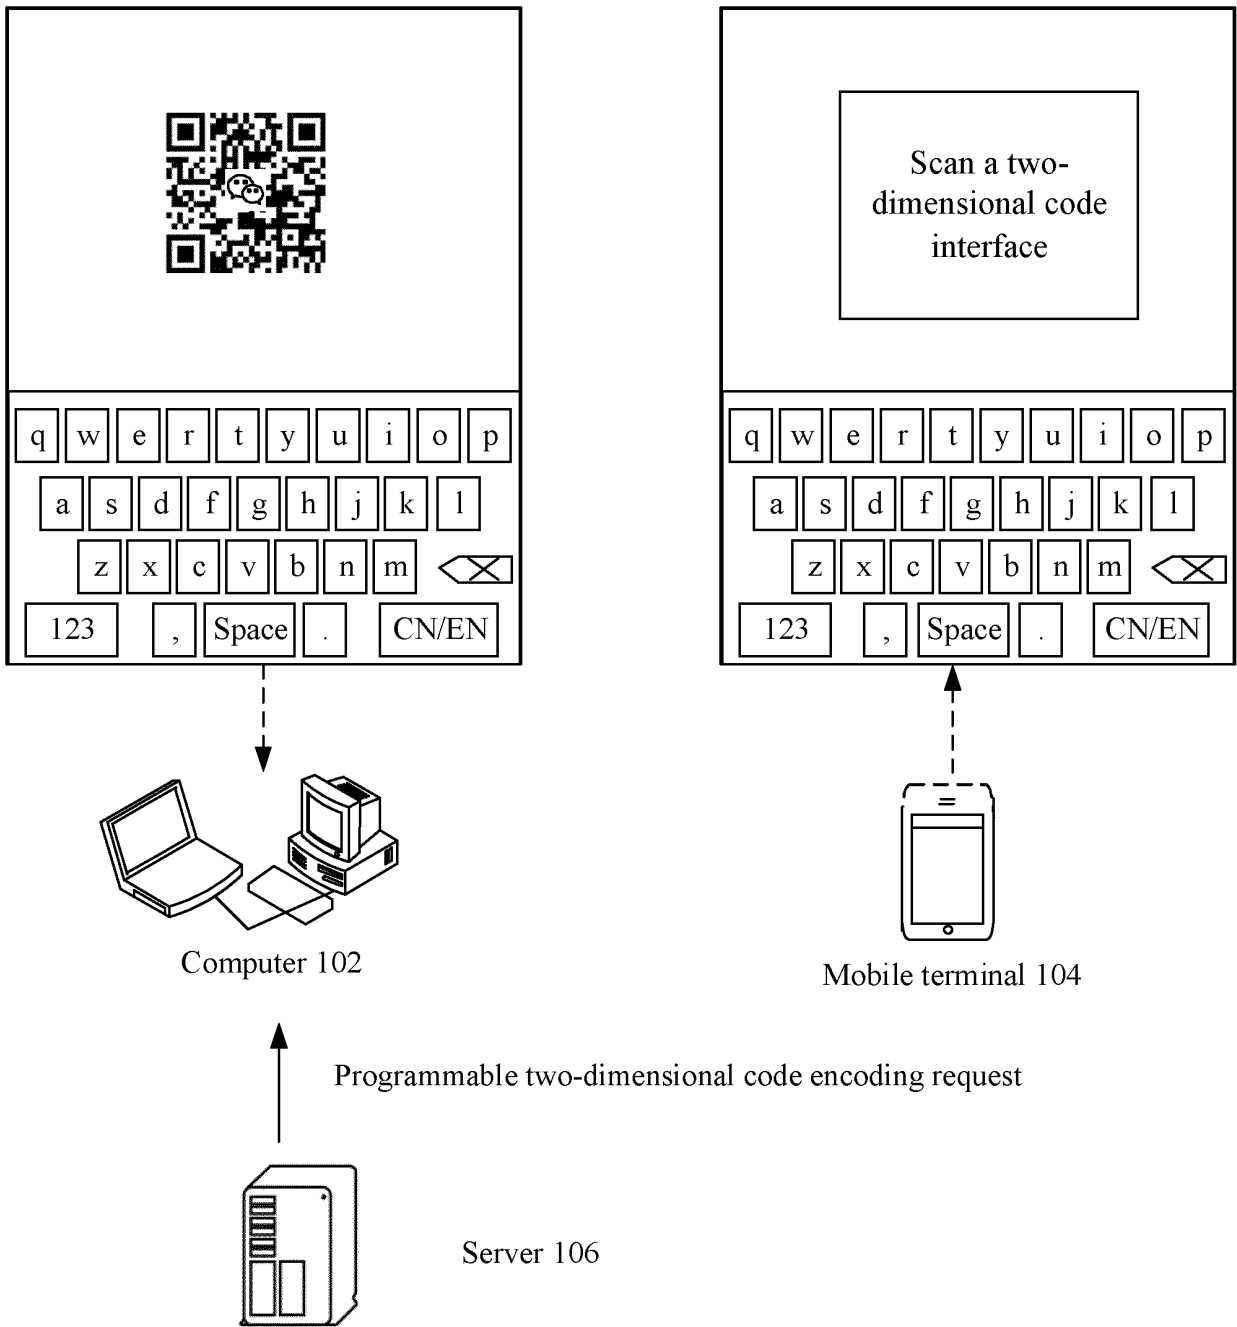 Scan a two-
dimensional code
interface
q w e r t y u i o p
a s d f g h j k l
z x c v b n m
123 , Space . CN/EN
q w e r t y u i o p
a s d f g h j k l
z x c v b n m
123 , Space . CN/EN
Computer 102
Mobile terminal 104
Programmable two-dimensional code encoding request
Server 106